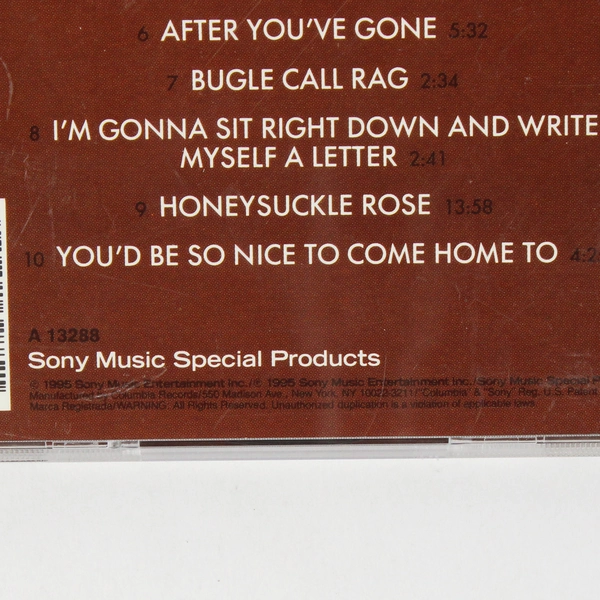 6 AFTER YOU'VE GONE 5:32
7 BUGLE CALL RAG 2:34
8 I'M GONNA SIT RIGHT DOWN AND WRITE
MYSELF A LETTER 2:41
9 HONEYSUCKLE ROSE 13:58
10 YOU'D BE SO NICE TO COME HOME TO
A 13288
Sony Music Special Products
℗ 1995 Sony Music Entertainment Inc./© 1995 Sony Music Entertainment Inc./Sony Music Special
Manufactured by Columbia Records/550 Madison Ave., New York, NY 10022-3211/"Columbia" & "Sony" Reg. U.S. Patent
Marca Registrada/WARNING: All Rights Reserved. Unauthorized duplication is a violation of applicable laws.